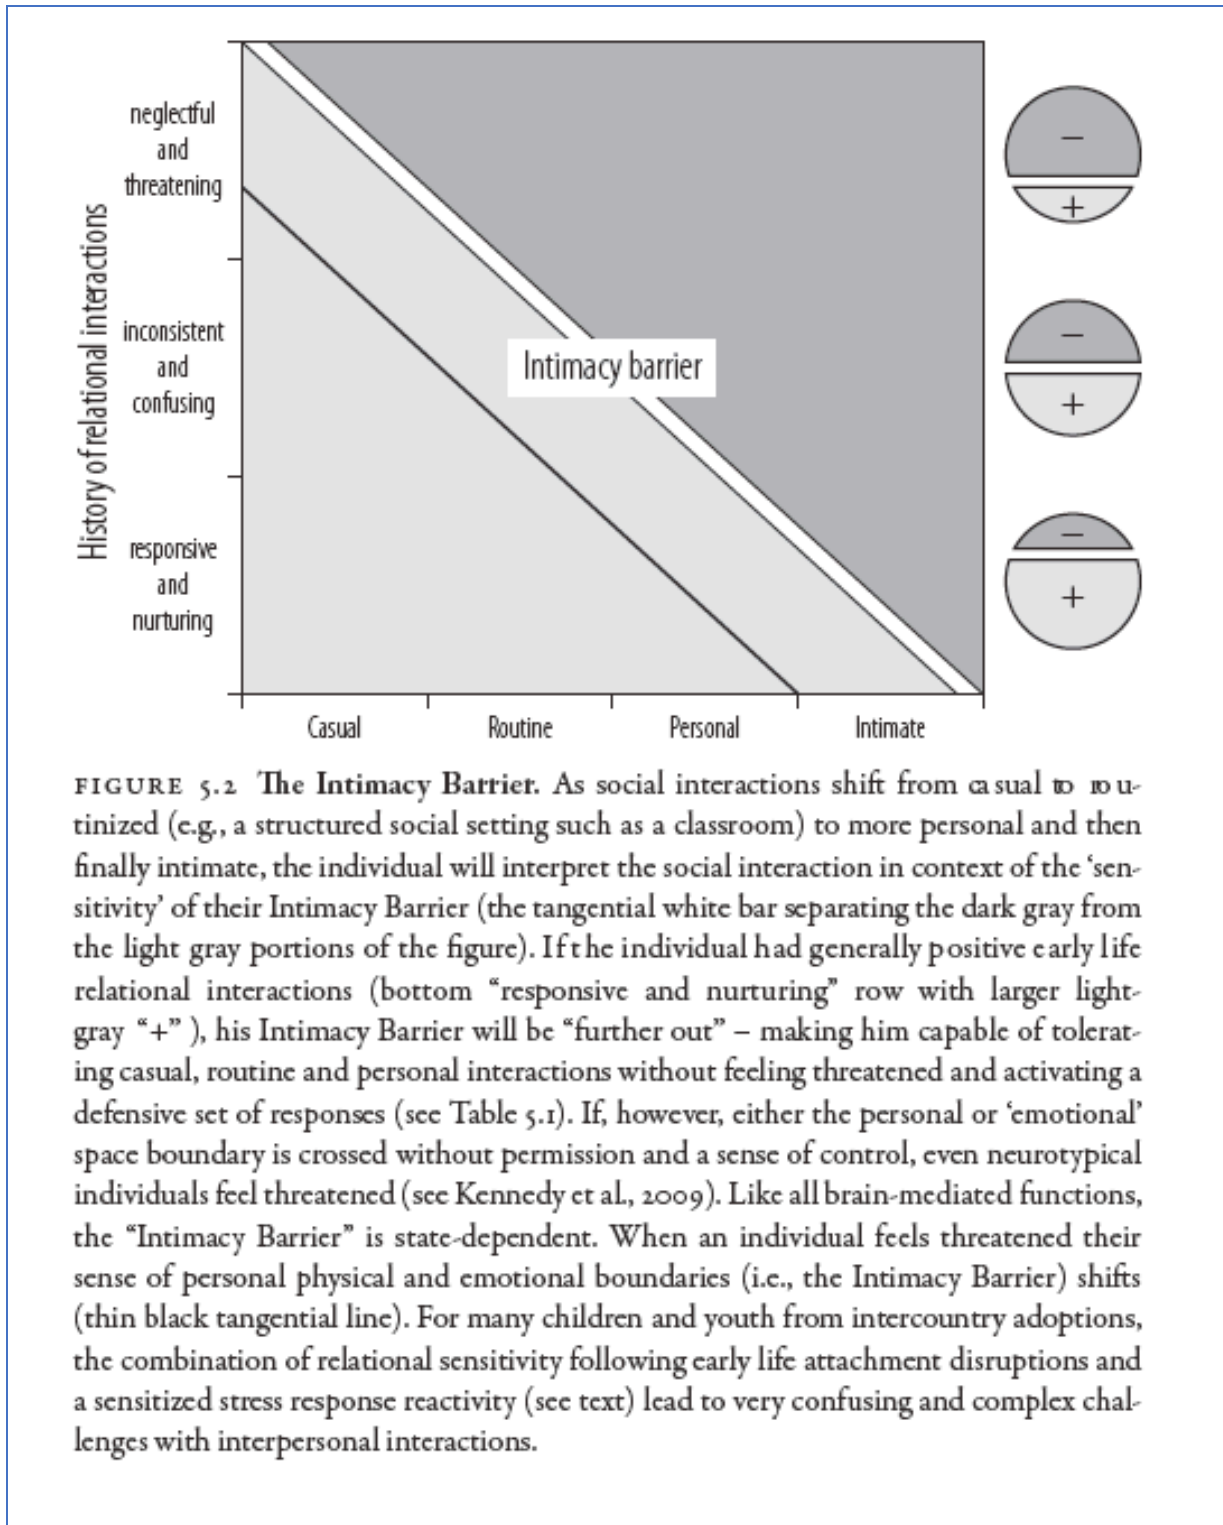 neglectful
and
threatening
inconsistent
and
confusing
responsive
and
nurturing
History of relational interactions
Intimacy barrier
−
+
−
+
−
+
Casual Routine Personal Intimate
FIGURE 5.2 The Intimacy Barrier. As social interactions shift from casual to rou-
tinized (e.g., a structured social setting such as a classroom) to more personal and then
finally intimate, the individual will interpret the social interaction in context of the ‘sen-
sitivity’ of their Intimacy Barrier (the tangential white bar separating the dark gray from
the light gray portions of the figure). If the individual had generally positive early life
relational interactions (bottom “responsive and nurturing” row with larger light-
gray “+” ), his Intimacy Barrier will be “further out” – making him capable of tolerat-
ing casual, routine and personal interactions without feeling threatened and activating a
defensive set of responses (see Table 5.1). If, however, either the personal or ‘emotional’
space boundary is crossed without permission and a sense of control, even neurotypical
individuals feel threatened (see Kennedy et al., 2009). Like all brain-mediated functions,
the “Intimacy Barrier” is state-dependent. When an individual feels threatened their
sense of personal physical and emotional boundaries (i.e., the Intimacy Barrier) shifts
(thin black tangential line). For many children and youth from intercountry adoptions,
the combination of relational sensitivity following early life attachment disruptions and
a sensitized stress response reactivity (see text) lead to very confusing and complex chal-
lenges with interpersonal interactions.